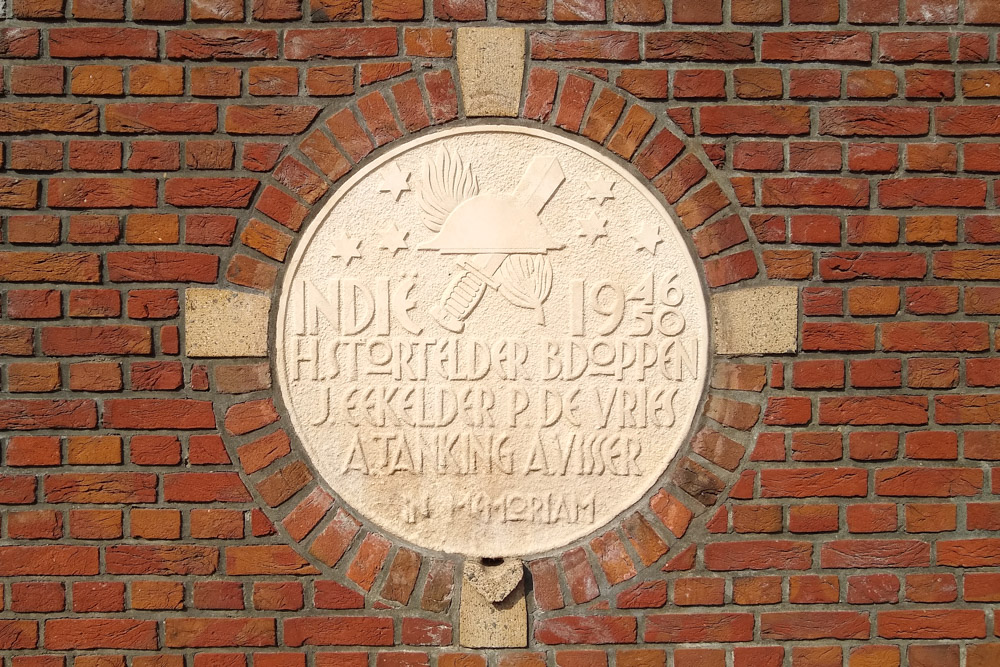 INDIË 1946 1950
H.STORTELDER B.DOPPEN
J.EEKELDER P.DE VRIES
A.TANKING A.VISSER
IN MEMORIAM